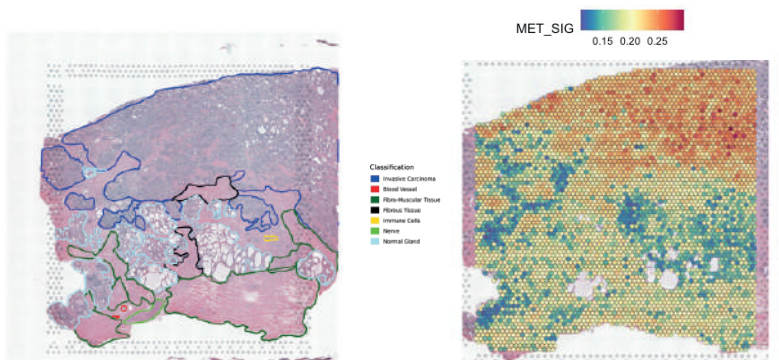 MET_SIG
0.15 0.20 0.25
Classification
Invasive Carcinoma
Blood Vessel
Fibro-Muscular Tissue
Fibrous Tissue
Immune Cells
Nerve
Normal Gland